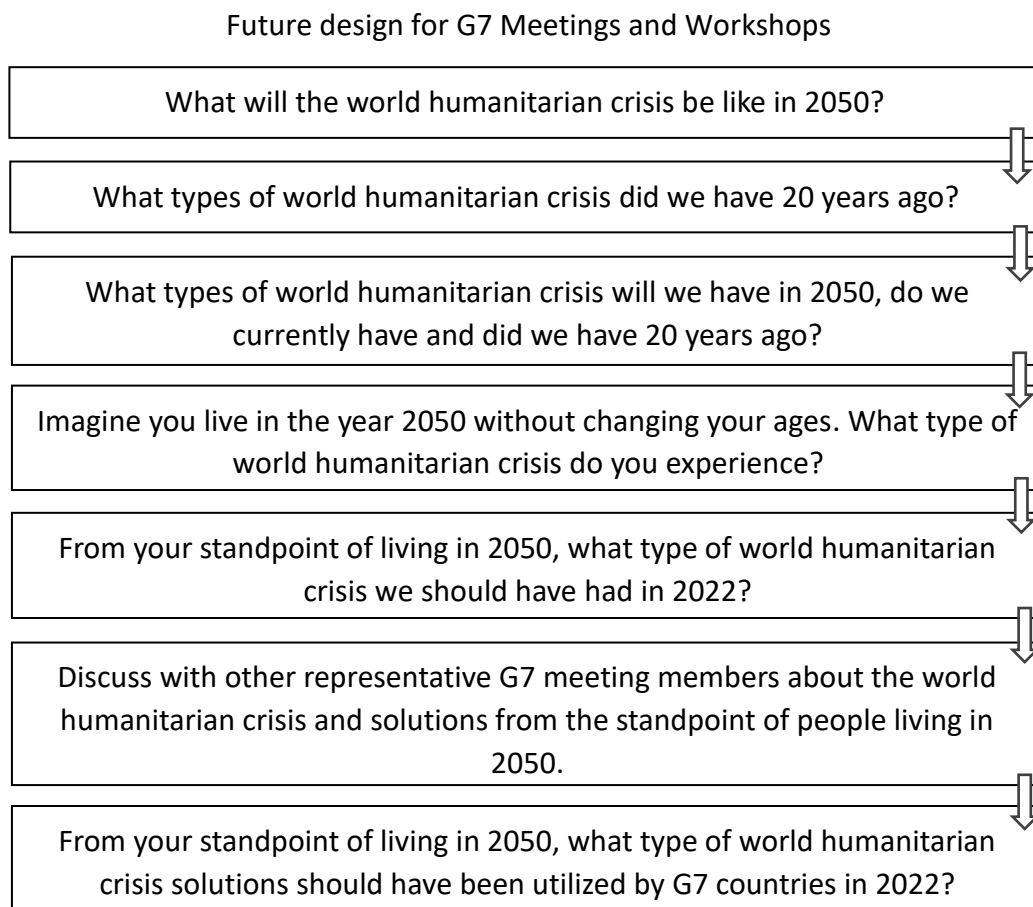 Future design for G7 Meetings and Workshops
What will the world humanitarian crisis be like in 2050?
What types of world humanitarian crisis did we have 20 years ago?
What types of world humanitarian crisis will we have in 2050, do we
currently have and did we have 20 years ago?
Imagine you live in the year 2050 without changing your ages. What type of
world humanitarian crisis do you experience?
From your standpoint of living in 2050, what type of world humanitarian
crisis we should have had in 2022?
Discuss with other representative G7 meeting members about the world
humanitarian crisis and solutions from the standpoint of people living in
2050.
From your standpoint of living in 2050, what type of world humanitarian
crisis solutions should have been utilized by G7 countries in 2022?